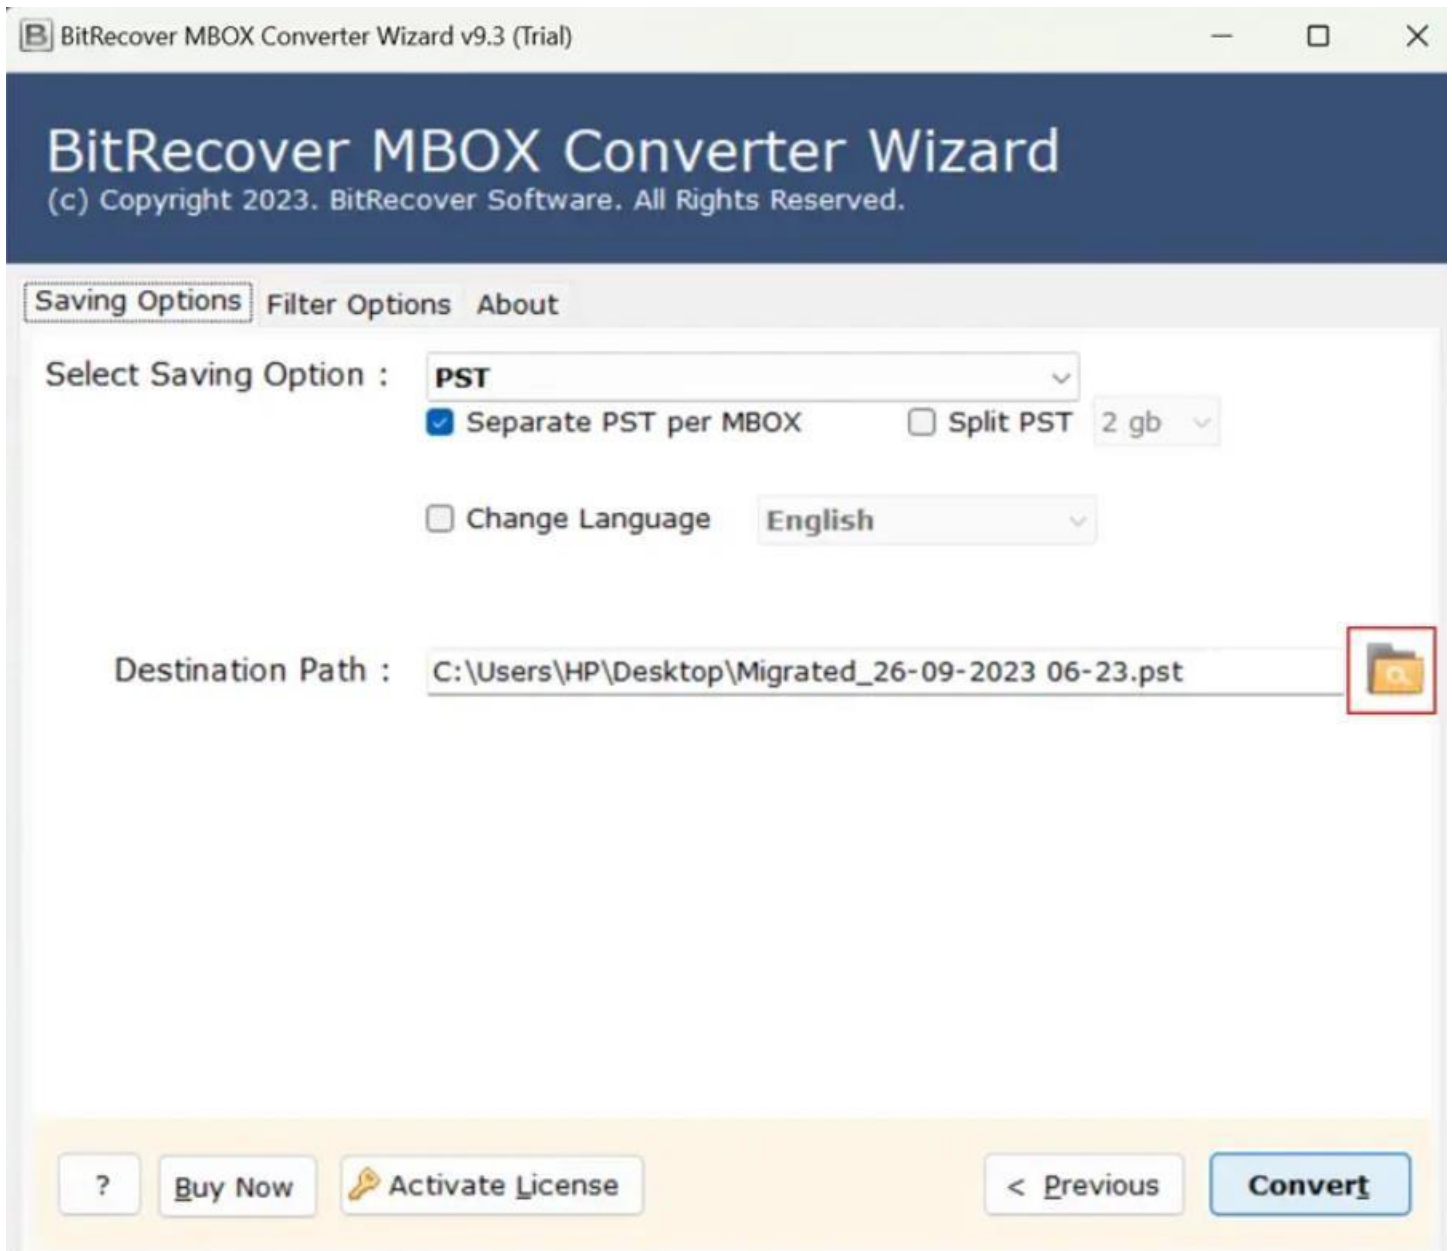 BitRecover MBOX Converter Wizard v9.3 (Trial)
BitRecover MBOX Converter Wizard
(c) Copyright 2023. BitRecover Software. All Rights Reserved.
Saving Options Filter Options About
Select Saving Option : PST
Separate PST per MBOX Split PST 2 gb
Change Language English
Destination Path : C:\Users\HP\Desktop\Migrated_26-09-2023 06-23.pst
? Buy Now Activate License < Previous Convert